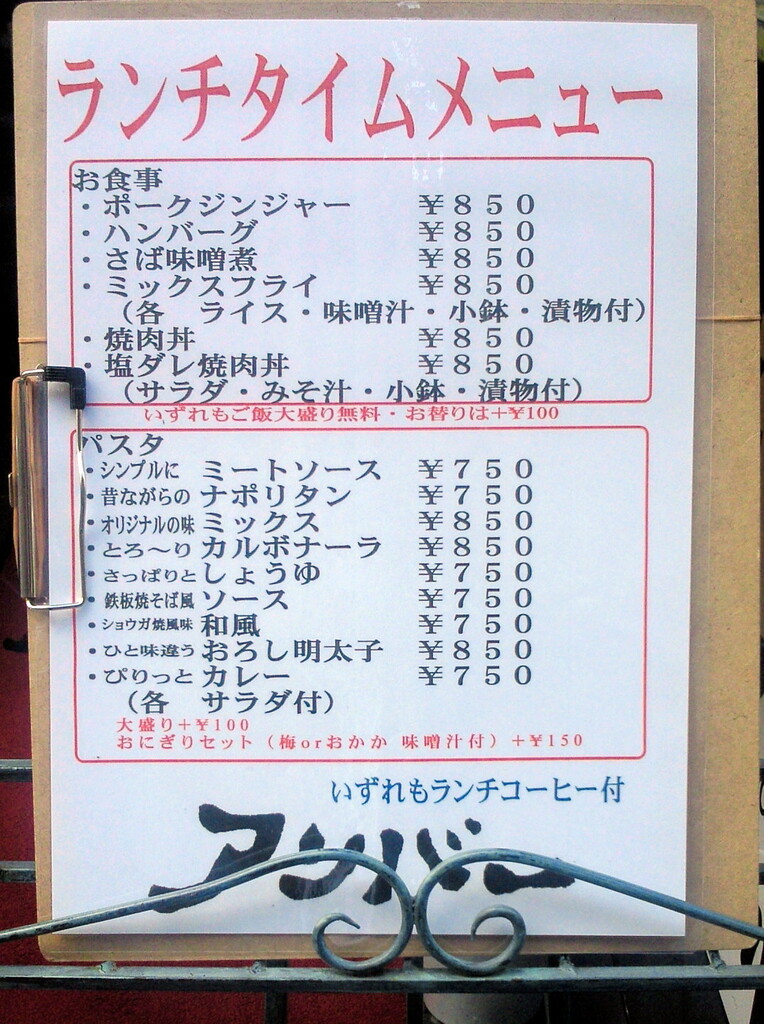 ランチタイムメニュー
お食事
・ポークジンジャー ￥８５０
・ハンバーグ ￥８５０
・さば味噌煮 ￥８５０
・ミックスフライ ￥８５０
（各　ライス・味噌汁・小鉢・漬物付）
・焼肉丼 ￥８５０
・塩ダレ焼肉丼 ￥８５０
（サラダ・みそ汁・小鉢・漬物付）
いずれもご飯大盛り無料・お替りは+¥100
パスタ
・シンプルに ミートソース ￥７５０
・昔ながらの ナポリタン ￥７５０
・オリジナルの味 ミックス ￥８５０
・とろ～り カルボナーラ ￥８５０
・さっぱりと しょうゆ ￥７５０
・鉄板焼そば風 ソース ￥７５０
・ショウガ焼風味 和風 ￥７５０
・ひと味違う おろし明太子 ￥８５０
・ぴりっと カレー ￥７５０
（各　サラダ付）
大盛り+¥100
おにぎりセット（梅orおかか 味噌汁付）+¥150
いずれもランチコーヒー付
アンバン